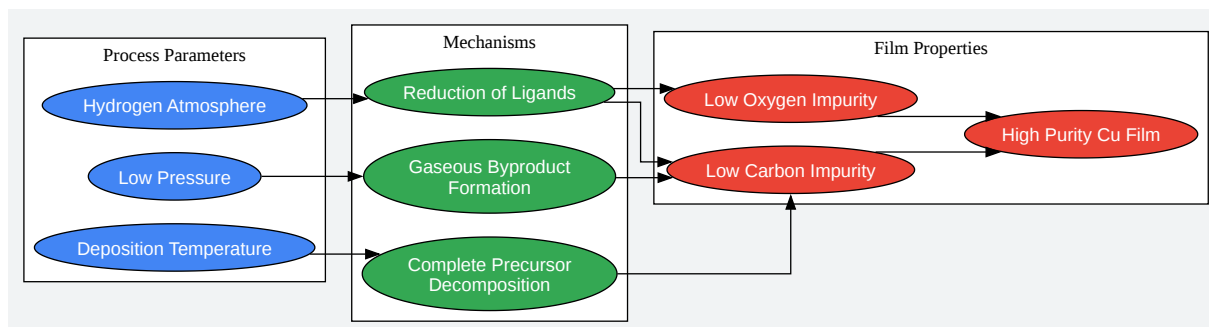 Process Parameters
Hydrogen Atmosphere
Low Pressure
Deposition Temperature
Mechanisms
Reduction of Ligands
Gaseous Byproduct
Formation
Complete Precursor
Decomposition
Film Properties
Low Oxygen Impurity
Low Carbon Impurity
High Purity Cu Film